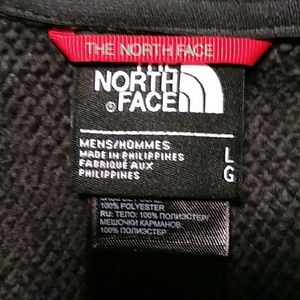 THE NORTH FACE
THE
NORTH
FACE
®
MENS/HOMMES
MADE IN PHILIPPINES
FABRIQUÉ AUX
PHILIPPINES
L
G
100% POLYESTER
RU: ТЕЛО: 100% ПОЛИЭСТЕР/
МЕШОЧКИ КАРМАНОВ:
100% ПОЛИЭСТЕР